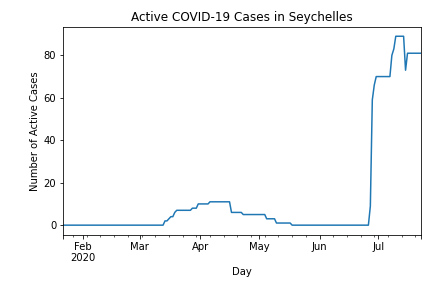 Active COVID-19 Cases in Seychelles
Number of Active Cases
80
60
40
20
0
Feb Mar Apr May Jun Jul
2020
Day